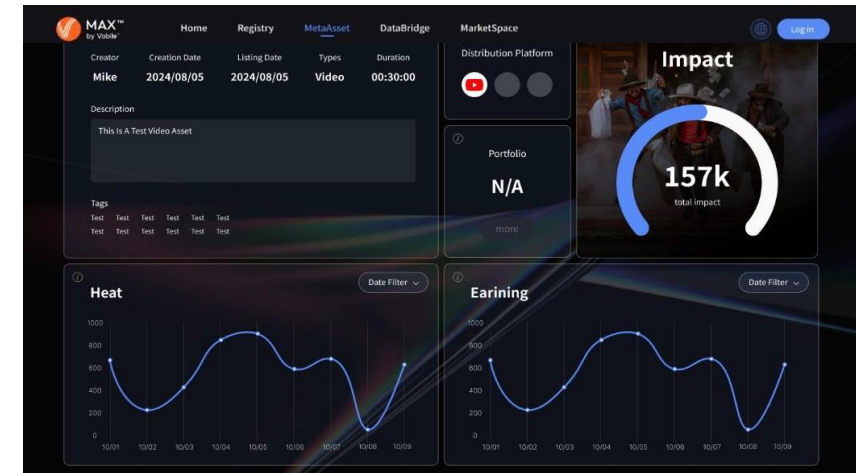 MAX™
by Vobile®
Home Registry MetaAsset DataBridge MarketSpace
Log in
Creator Creation Date Listing Date Types Duration
Mike 2024/08/05 2024/08/05 Video 00:30:00
Description
This Is A Test Video Asset
Tags
Test Test Test Test Test Test
Test Test Test Test Test Test
Distribution Platform
Portfolio
N/A
more
Impact
157k
total impact
Heat
Date Filter
1000
800
600
400
200
0
10/01 10/02 10/03 10/04 10/05 10/06 10/07 10/08 10/09
Earining
Date Filter
1000
800
600
400
200
0
10/01 10/02 10/03 10/04 10/05 10/06 10/07 10/08 10/09